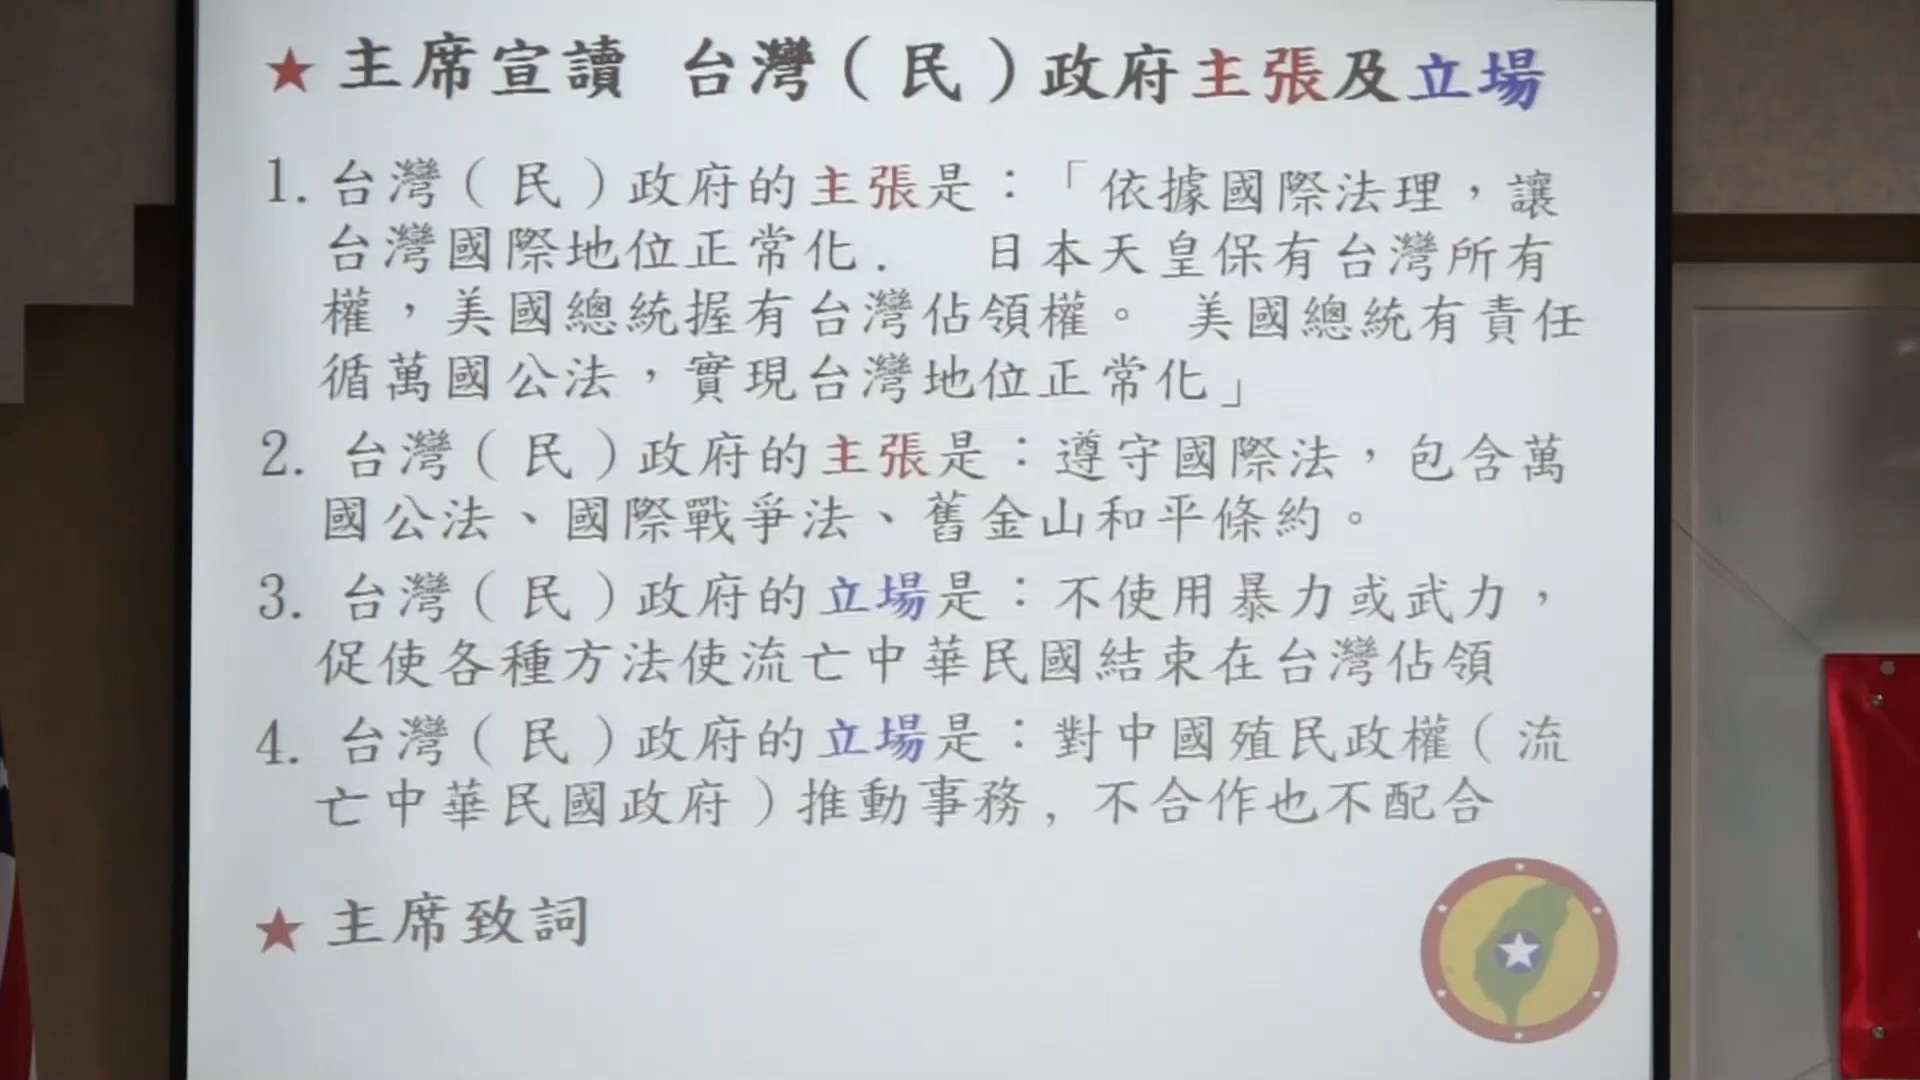 ★ 主席宣讀 台灣（民）政府主張及立場
1. 台灣（民）政府的主張是：「依據國際法理，讓
台灣國際地位正常化. 日本天皇保有台灣所有
權，美國總統握有台灣佔領權。 美國總統有責任
循萬國公法，實現台灣地位正常化」
2. 台灣（民）政府的主張是：遵守國際法，包含萬
國公法、國際戰爭法、舊金山和平條約。
3. 台灣（民）政府的立場是：不使用暴力或武力，
促使各種方法使流亡中華民國結束在台灣佔領
4. 台灣（民）政府的立場是：對中國殖民政權（流
亡中華民國政府）推動事務, 不合作也不配合
★ 主席致詞